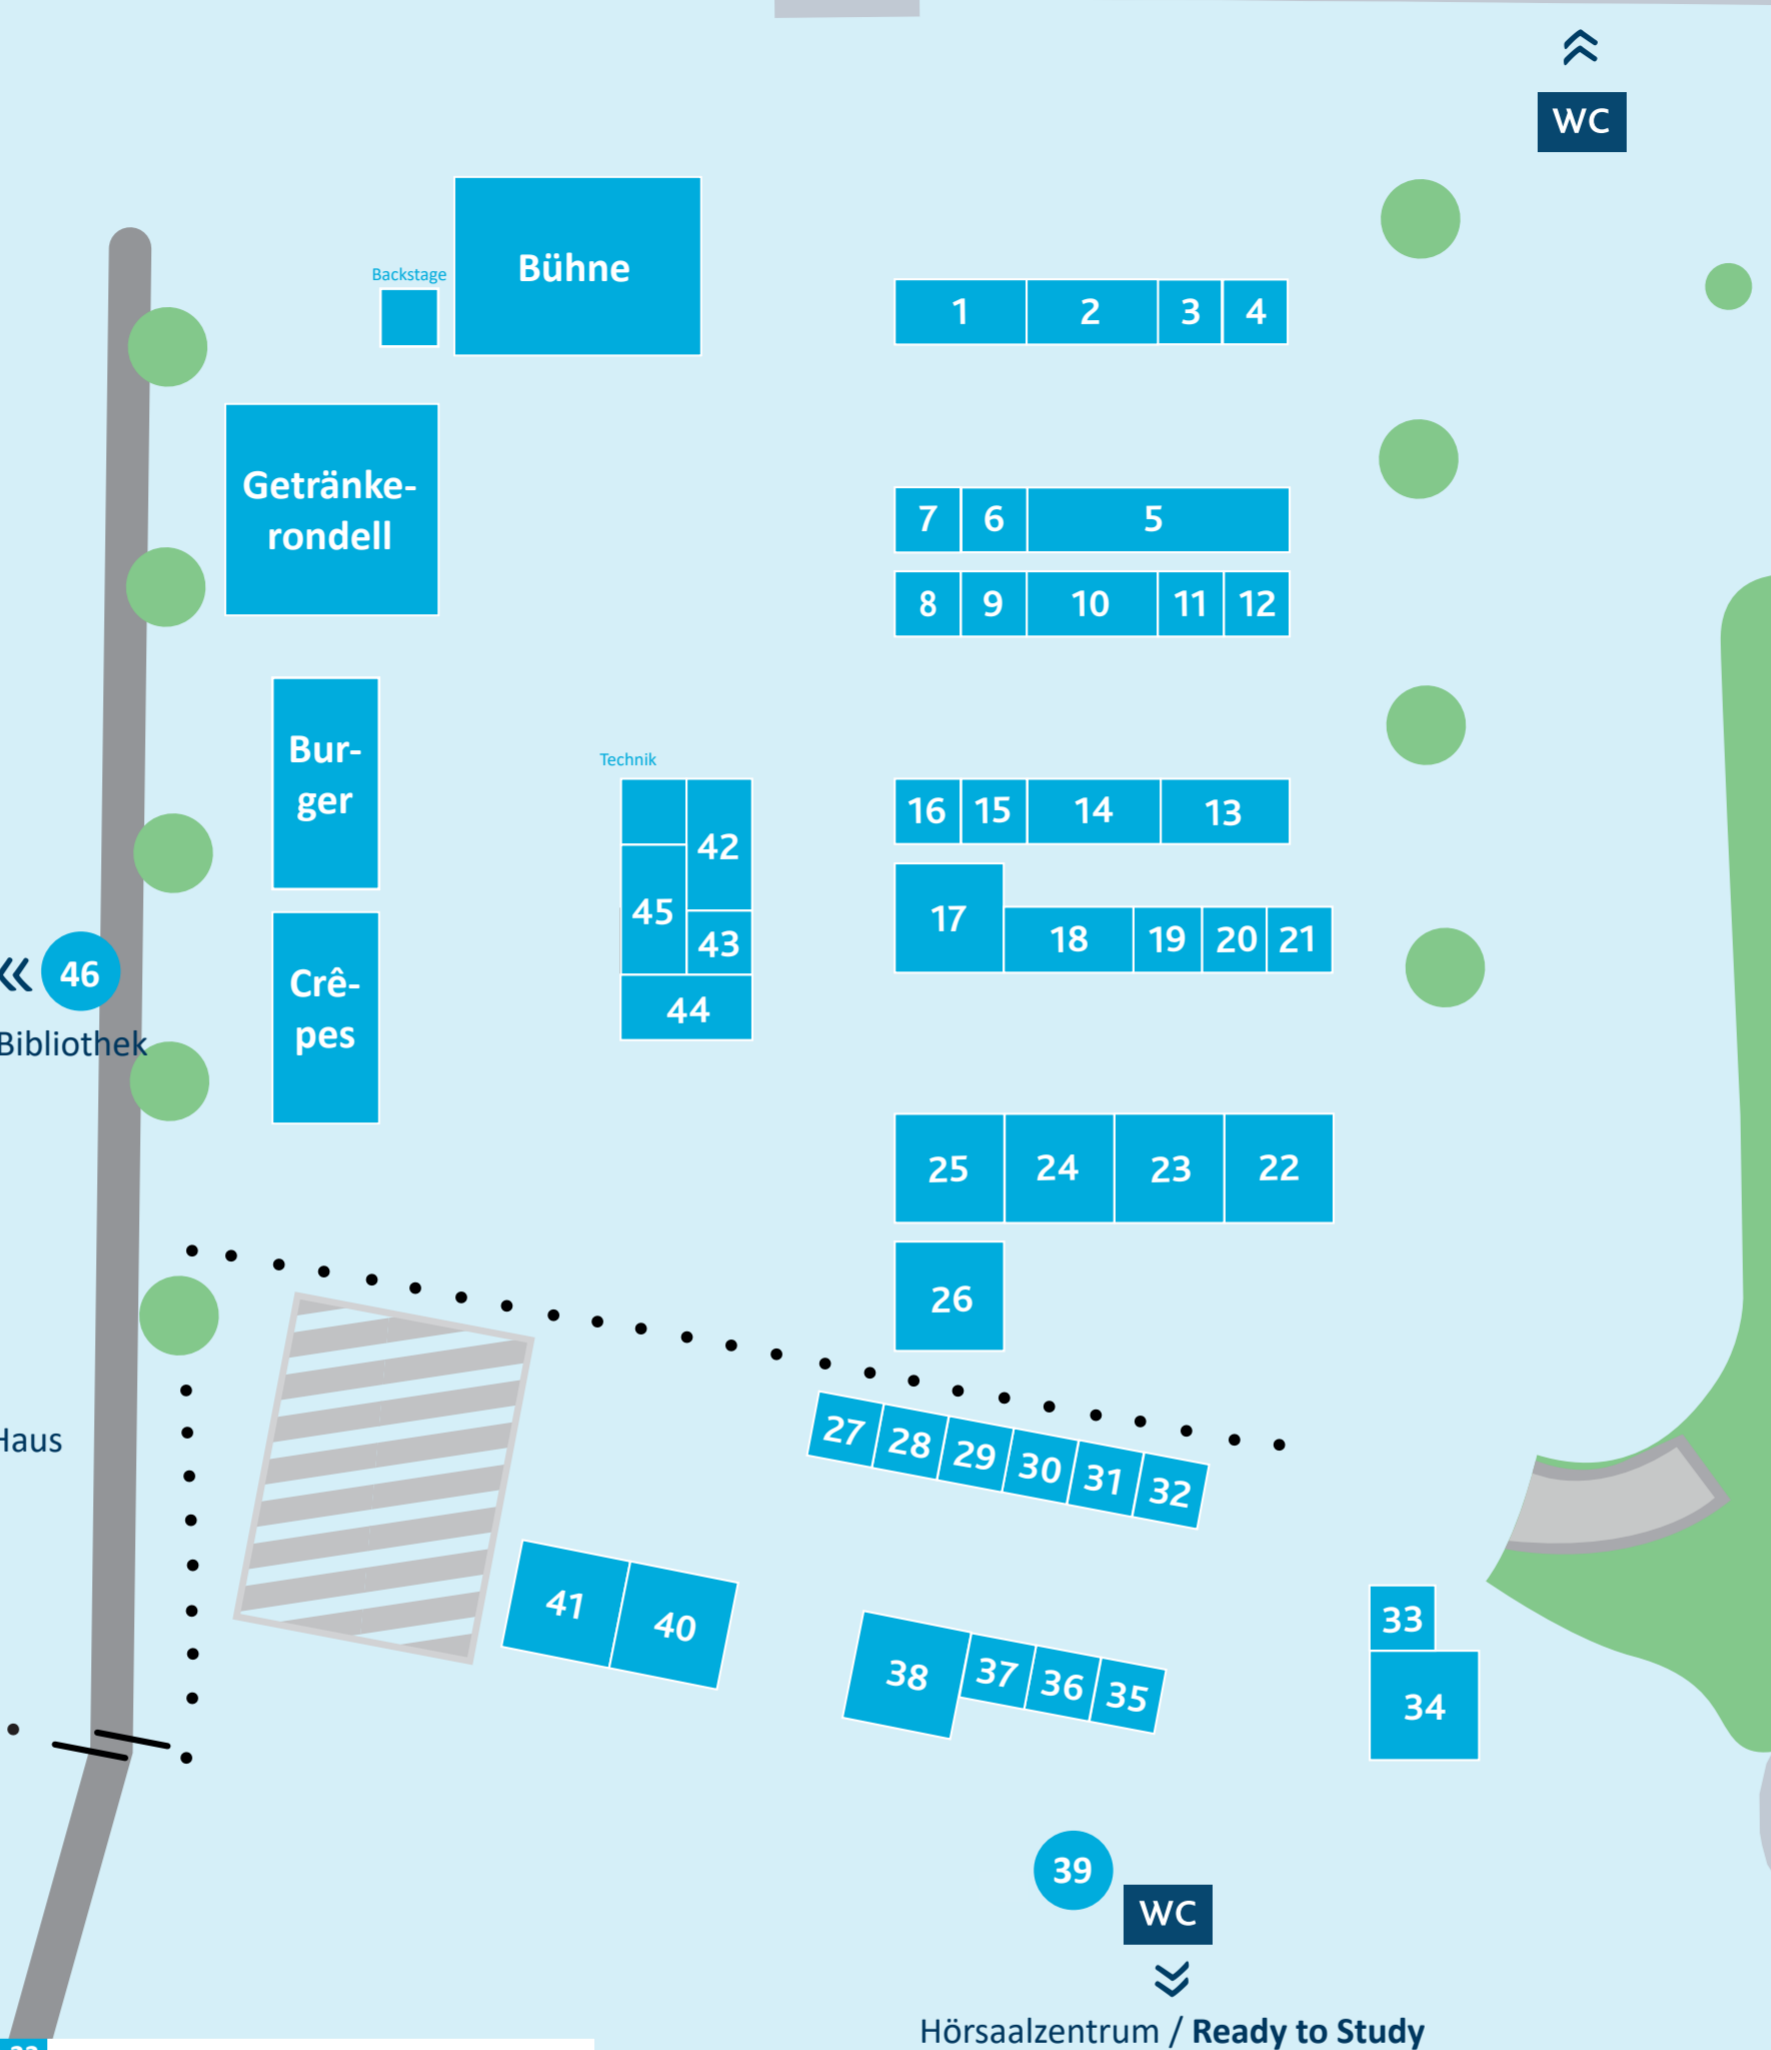 WC
Bühne
Backstage
1 2 3 4
Getränke-
rondell
7 6 5
8 9 10 11 12
Bur-
ger
Technik
16 15 14 13
42
45
17
43
18 19 20 21
46
Crê-
pes
44
Bibliothek
25 24 23 22
26
27 28 29 30 31 32
Haus
41 40
33
38 37 36 35
34
39
WC
Hörsaalzentrum / Ready to Study